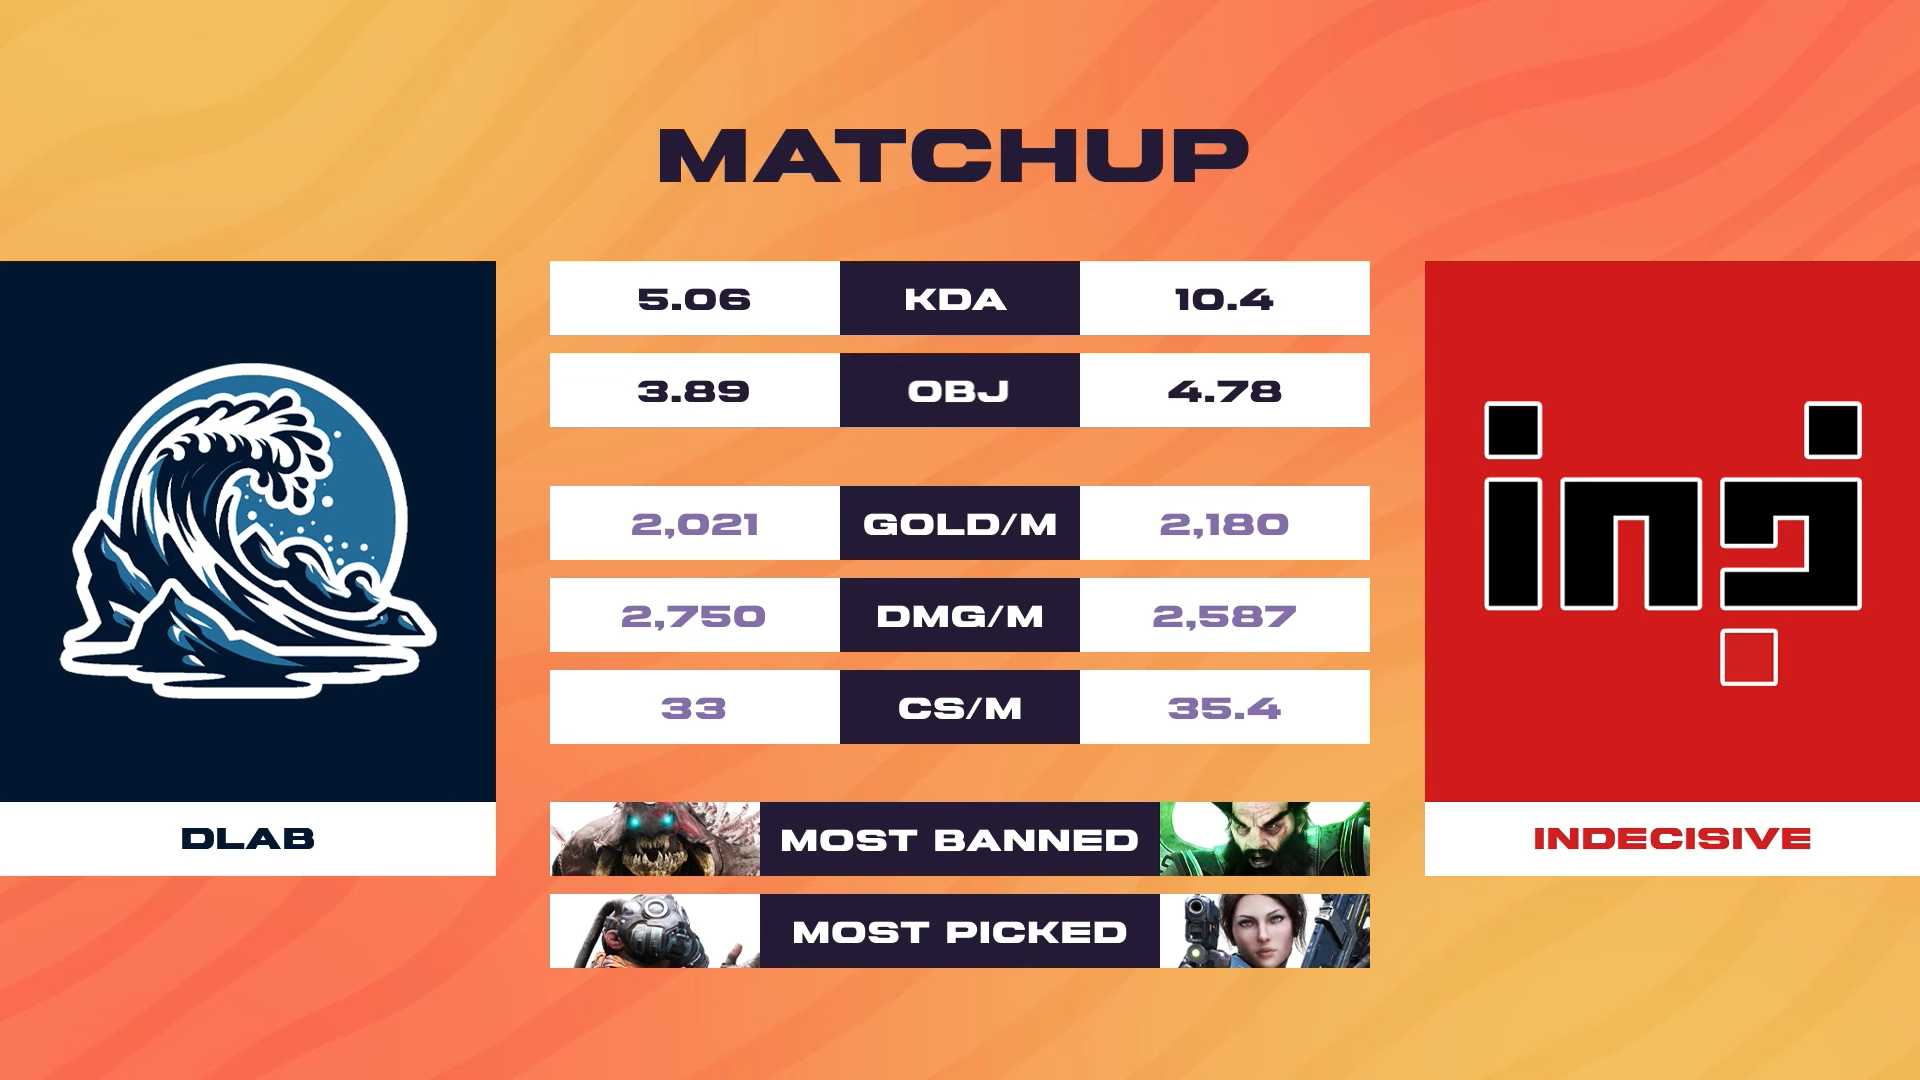 MATCHUP
5.06 KDA 10.4
3.89 OBJ 4.78
2,021 GOLD/M 2,180
2,750 DMG/M 2,587
33 CS/M 35.4
MOST BANNED
MOST PICKED
DLAB
INDECISIVE